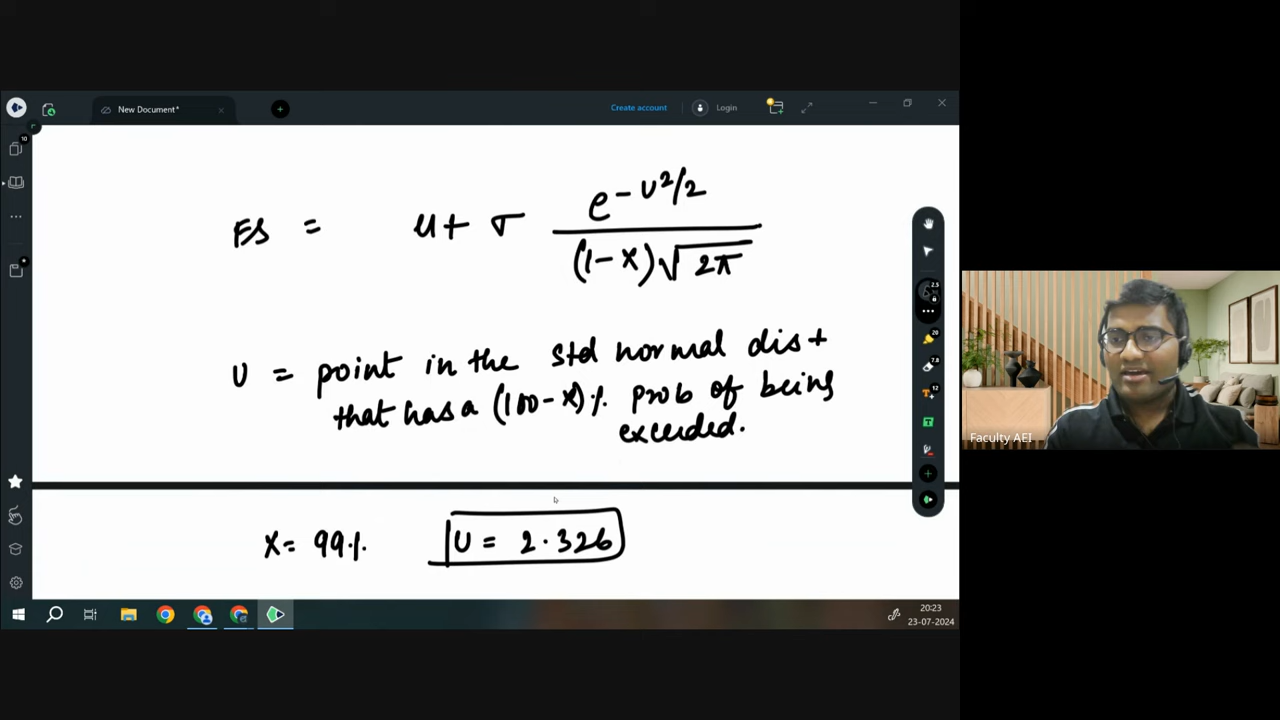 New Document*
Create account
Login
ES = μ + σ e^-U²/2 / (1-X)√2π
U = point in the std normal dist
that has a (100-X)% prob of being
exceeded.
X = 99% U = 2.326
Faculty AEI
20:23
23-07-2024